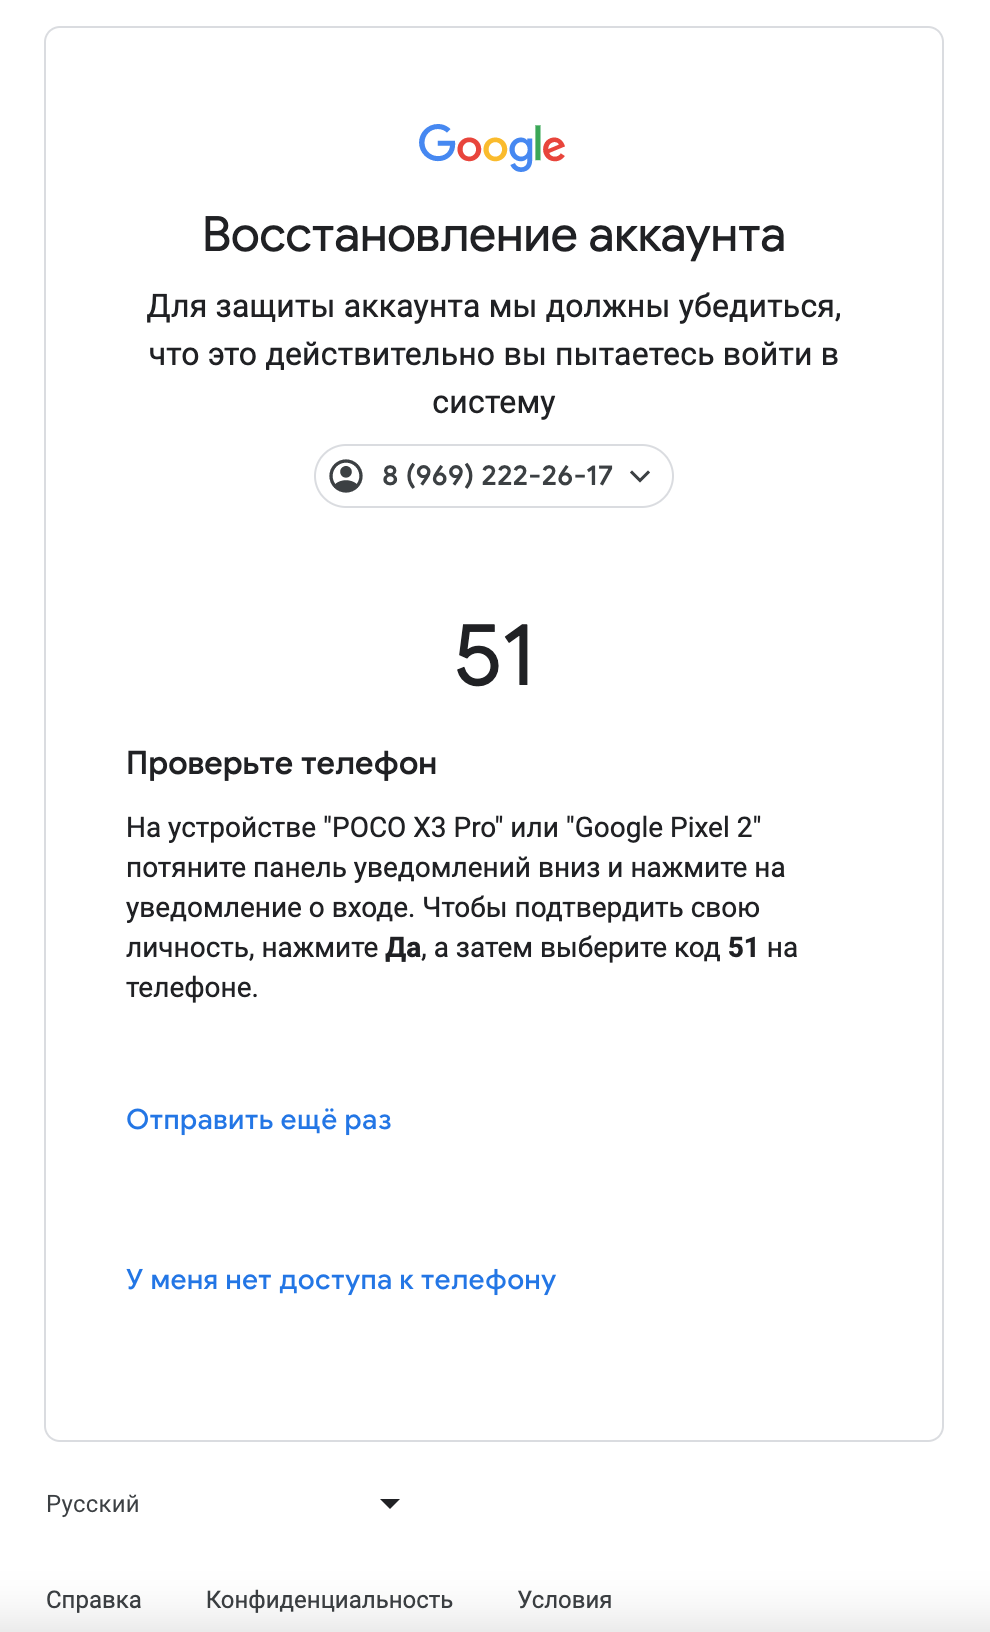 Google
Восстановление аккаунта
Для защиты аккаунта мы должны убедиться,
что это действительно вы пытаетесь войти в
систему
8 (969) 222-26-17
51
Проверьте телефон
На устройстве "POCO X3 Pro" или "Google Pixel 2"
потяните панель уведомлений вниз и нажмите на
уведомление о входе. Чтобы подтвердить свою
личность, нажмите Да, а затем выберите код 51 на
телефоне.
Отправить ещё раз
У меня нет доступа к телефону
Русский
Справка Конфиденциальность Условия